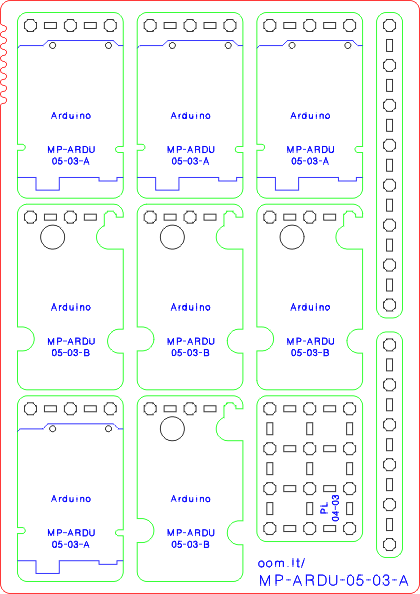 Arduino
MP-ARDU
05-03-A
Arduino
MP-ARDU
05-03-A
Arduino
MP-ARDU
05-03-A
Arduino
MP-ARDU
05-03-B
Arduino
MP-ARDU
05-03-B
Arduino
MP-ARDU
05-03-B
Arduino
MP-ARDU
05-03-A
Arduino
MP-ARDU
05-03-B
PL
04-03
oom.lt/
MP-ARDU-05-03-A